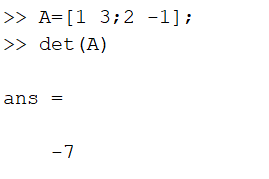 >> A=[1 3;2 -1];
>> det(A)
ans =
-7